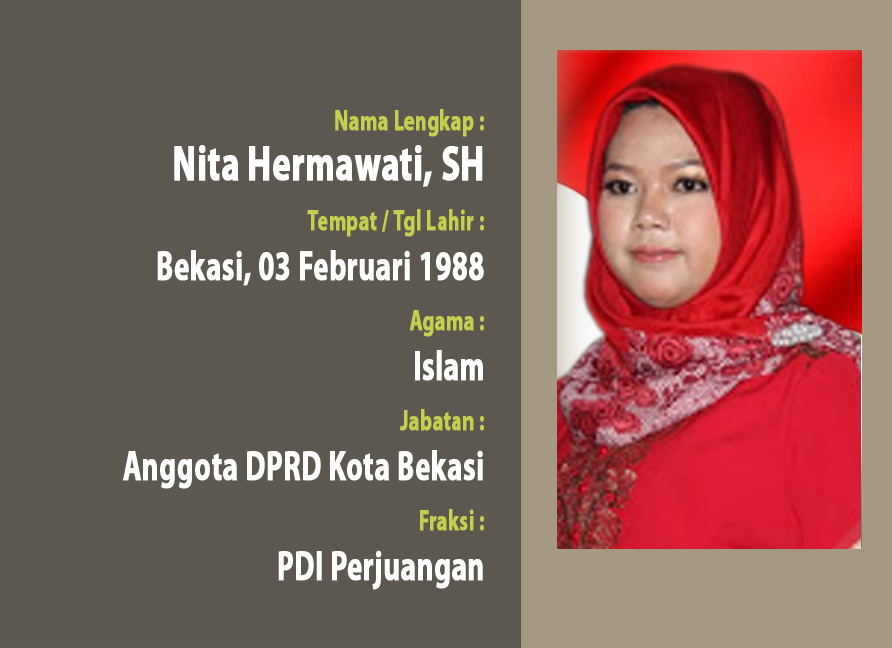 Nama Lengkap :
Nita Hermawati, SH
Tempat / Tgl Lahir :
Bekasi, 03 Februari 1988
Agama :
Islam
Jabatan :
Anggota DPRD Kota Bekasi
Fraksi :
PDI Perjuangan